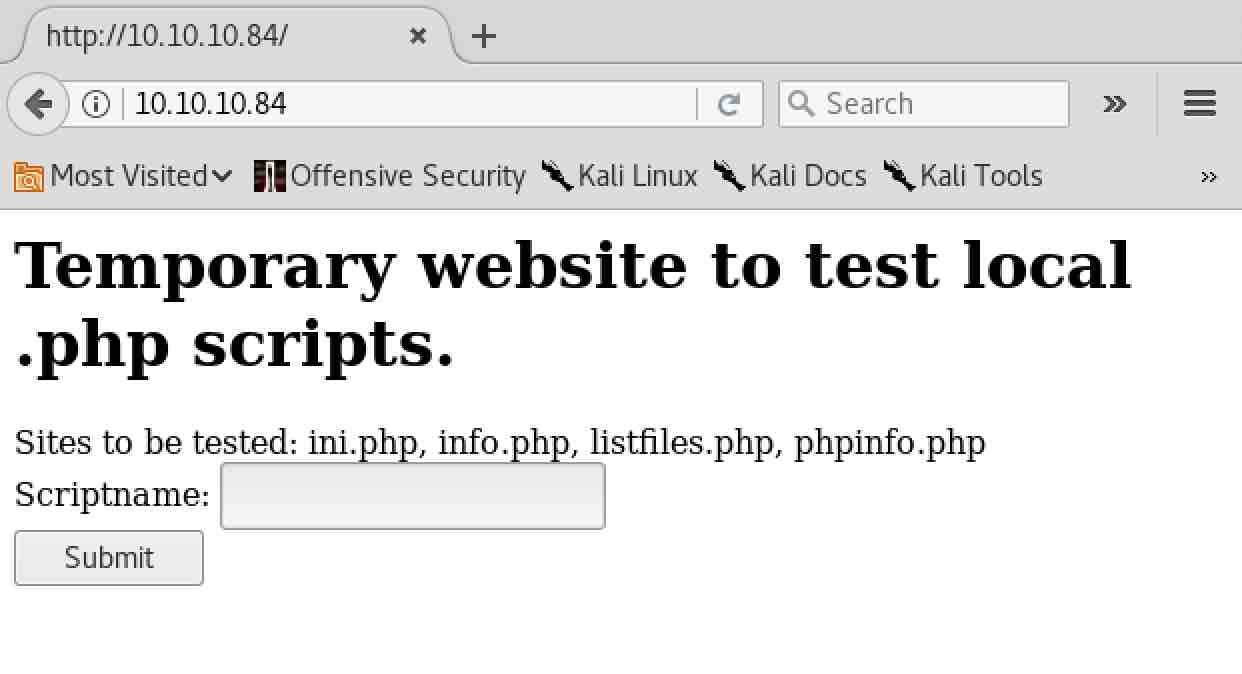 http://10.10.10.84/
10.10.10.84
Search
Most Visited
Offensive Security
Kali Linux
Kali Docs
Kali Tools
Temporary website to test local
.php scripts.
Sites to be tested: ini.php, info.php, listfiles.php, phpinfo.php
Scriptname:
Submit